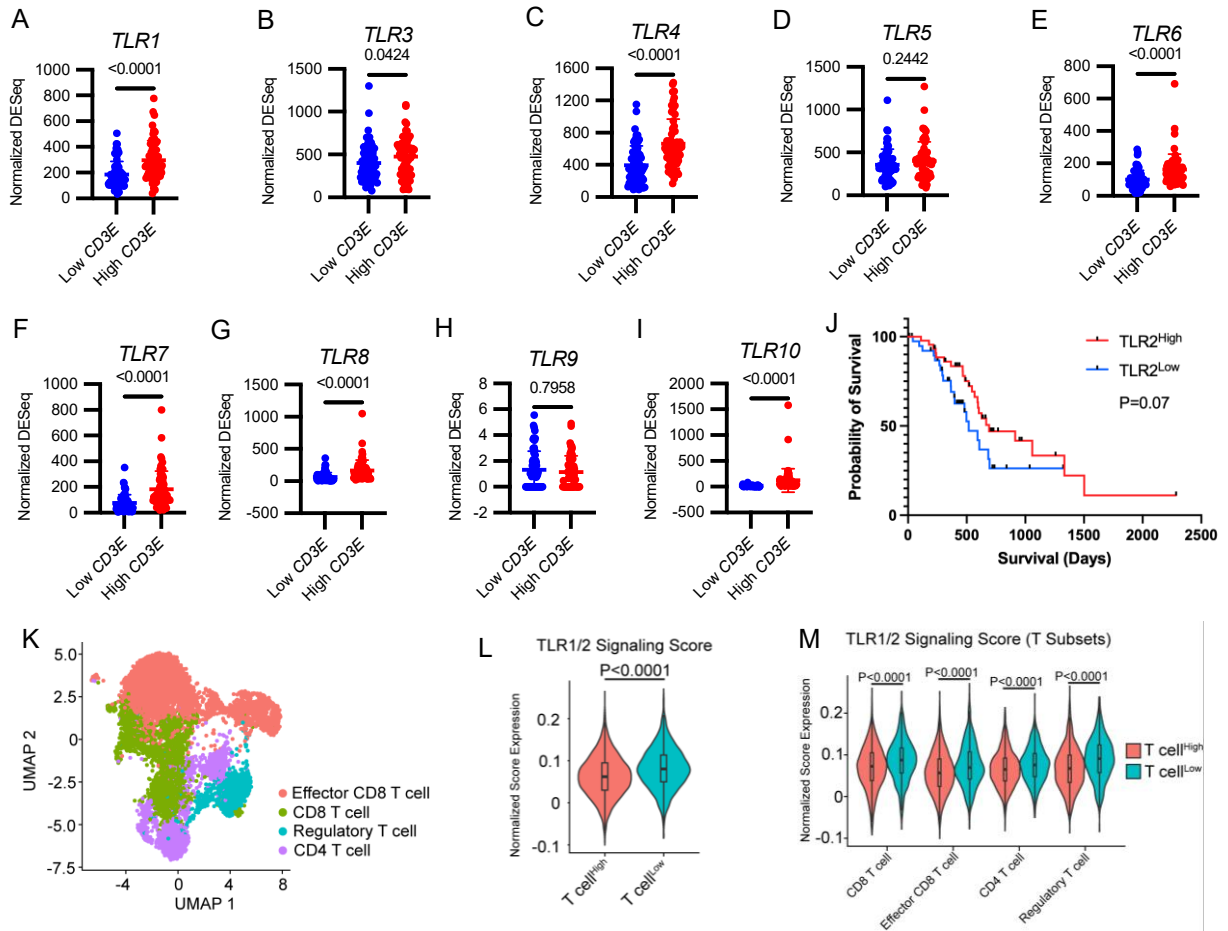 A
TLR1
<0.0001
Normalized DESeq
1000
800
600
400
200
0
Low CD3E
High CD3E
B
TLR3
0.0424
Normalized DESeq
1500
1000
500
0
Low CD3E
High CD3E
C
TLR4
<0.0001
Normalized DESeq
1600
1200
800
400
0
Low CD3E
High CD3E
D
TLR5
0.2442
Normalized DESeq
1500
1000
500
0
Low CD3E
High CD3E
E
TLR6
<0.0001
Normalized DESeq
800
600
400
200
0
Low CD3E
High CD3E
F
TLR7
<0.0001
Normalized DESeq
1000
800
600
400
200
0
Low CD3E
High CD3E
G
TLR8
<0.0001
Normalized DESeq
1500
1000
500
0
-500
Low CD3E
High CD3E
H
TLR9
0.7958
Normalized DESeq
8
6
4
2
0
-2
Low CD3E
High CD3E
I
TLR10
<0.0001
Normalized DESeq
2000
1500
1000
500
0
-500
Low CD3E
High CD3E
J
Probability of Survival
100
50
0
0 500 1000 1500 2000 2500
Survival (Days)
TLR2High
TLR2Low
P=0.07
K
UMAP 2
5.0
2.5
0
-2.5
-5.0
-7.5
-4 0 4 8
UMAP 1
Effector CD8 T cell
CD8 T cell
Regulatory T cell
CD4 T cell
L
TLR1/2 Signaling Score
P<0.0001
Normalized Score Expression
0.2
0.1
0
-0.1
T cellHigh
T cellLow
M
TLR1/2 Signaling Score (T Subsets)
P<0.0001 P<0.0001 P<0.0001 P<0.0001
Normalized Score Expression
0.2
0.1
0
-0.1
CD8 T cell
Effector CD8 T cell
CD4 T cell
Regulatory T cell
T cellHigh
T cellLow